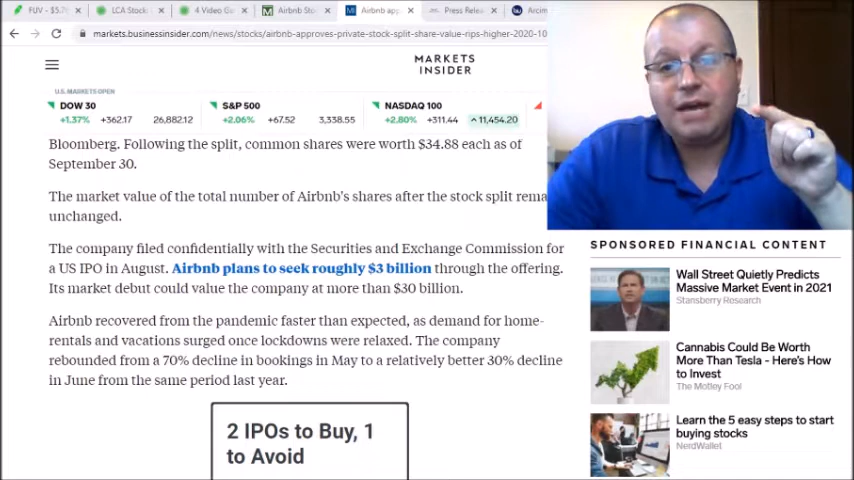 FUV - $5.7
LCA Stock
4 Video Gu
Airbnb Sto
Airbnb app
Press Relea
Arcim
markets.businessinsider.com/news/stocks/airbnb-approves-private-stock-split-share-value-rips-higher-2020-10
MARKETS
INSIDER
U.S. MARKETS OPEN
DOW 30
+1.37% +362.17 26,882.12
S&P 500
+2.06% +67.52 3,338.55
NASDAQ 100
+2.80% +311.44 11,454.20
Bloomberg. Following the split, common shares were worth $34.88 each as of
September 30.
The market value of the total number of Airbnb's shares after the stock split rema
unchanged.
The company filed confidentially with the Securities and Exchange Commission for
a US IPO in August. Airbnb plans to seek roughly $3 billion through the offering.
Its market debut could value the company at more than $30 billion.
Airbnb recovered from the pandemic faster than expected, as demand for home-
rentals and vacations surged once lockdowns were relaxed. The company
rebounded from a 70% decline in bookings in May to a relatively better 30% decline
in June from the same period last year.
2 IPOs to Buy, 1
to Avoid
SPONSORED FINANCIAL CONTENT
Wall Street Quietly Predicts
Massive Market Event in 2021
Stansberry Research
Cannabis Could Be Worth
More Than Tesla - Here's How
to Invest
The Motley Fool
Learn the 5 easy steps to start
buying stocks
NerdWallet